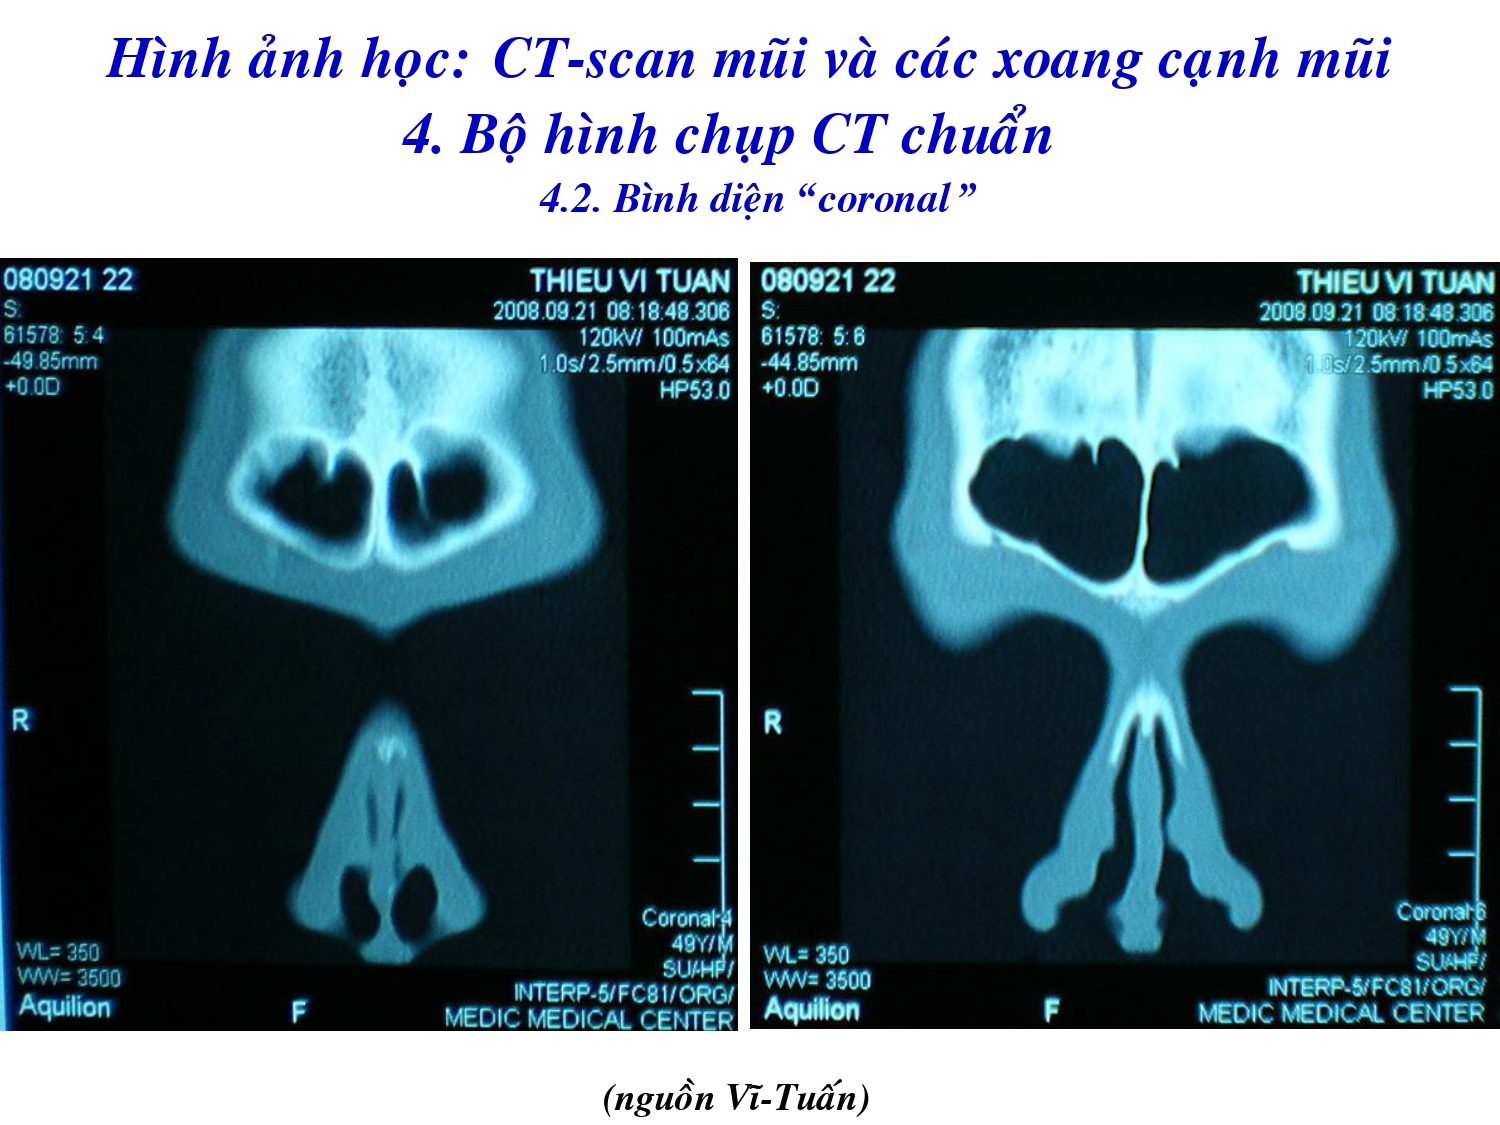 Hình ảnh học: CT-scan mũi và các xoang cạnh mũi
4. Bộ hình chụp CT chuẩn
4.2. Bình diện “coronal”
080921 22
THIEU VI TUAN
S:
2008.09.21 08:18:48.306
61578: 5:4
120kV/ 100mAs
-49.85mm
1.0s/2.5mm/0.5x64
+0.0D
HP53.0
R
Coronal:4
49Y/M
WL= 350
SU/HF/
WW= 3500
INTERP-5/FC81/ORG/
Aquilion
F
MEDIC MEDICAL CENTER
080921 22
THIEU VI TUAN
S:
2008.09.21 08:18:48.306
61578: 5:6
120kV/ 100mAs
-44.85mm
1.0s/2.5mm/0.5x64
+0.0D
HP53.0
R
Coronal:6
49Y/M
WL= 350
SU/HF/
WW= 3500
INTERP-5/FC81/ORG/
Aquilion
F
MEDIC MEDICAL CENTER
(nguồn Vĩ-Tuấn)